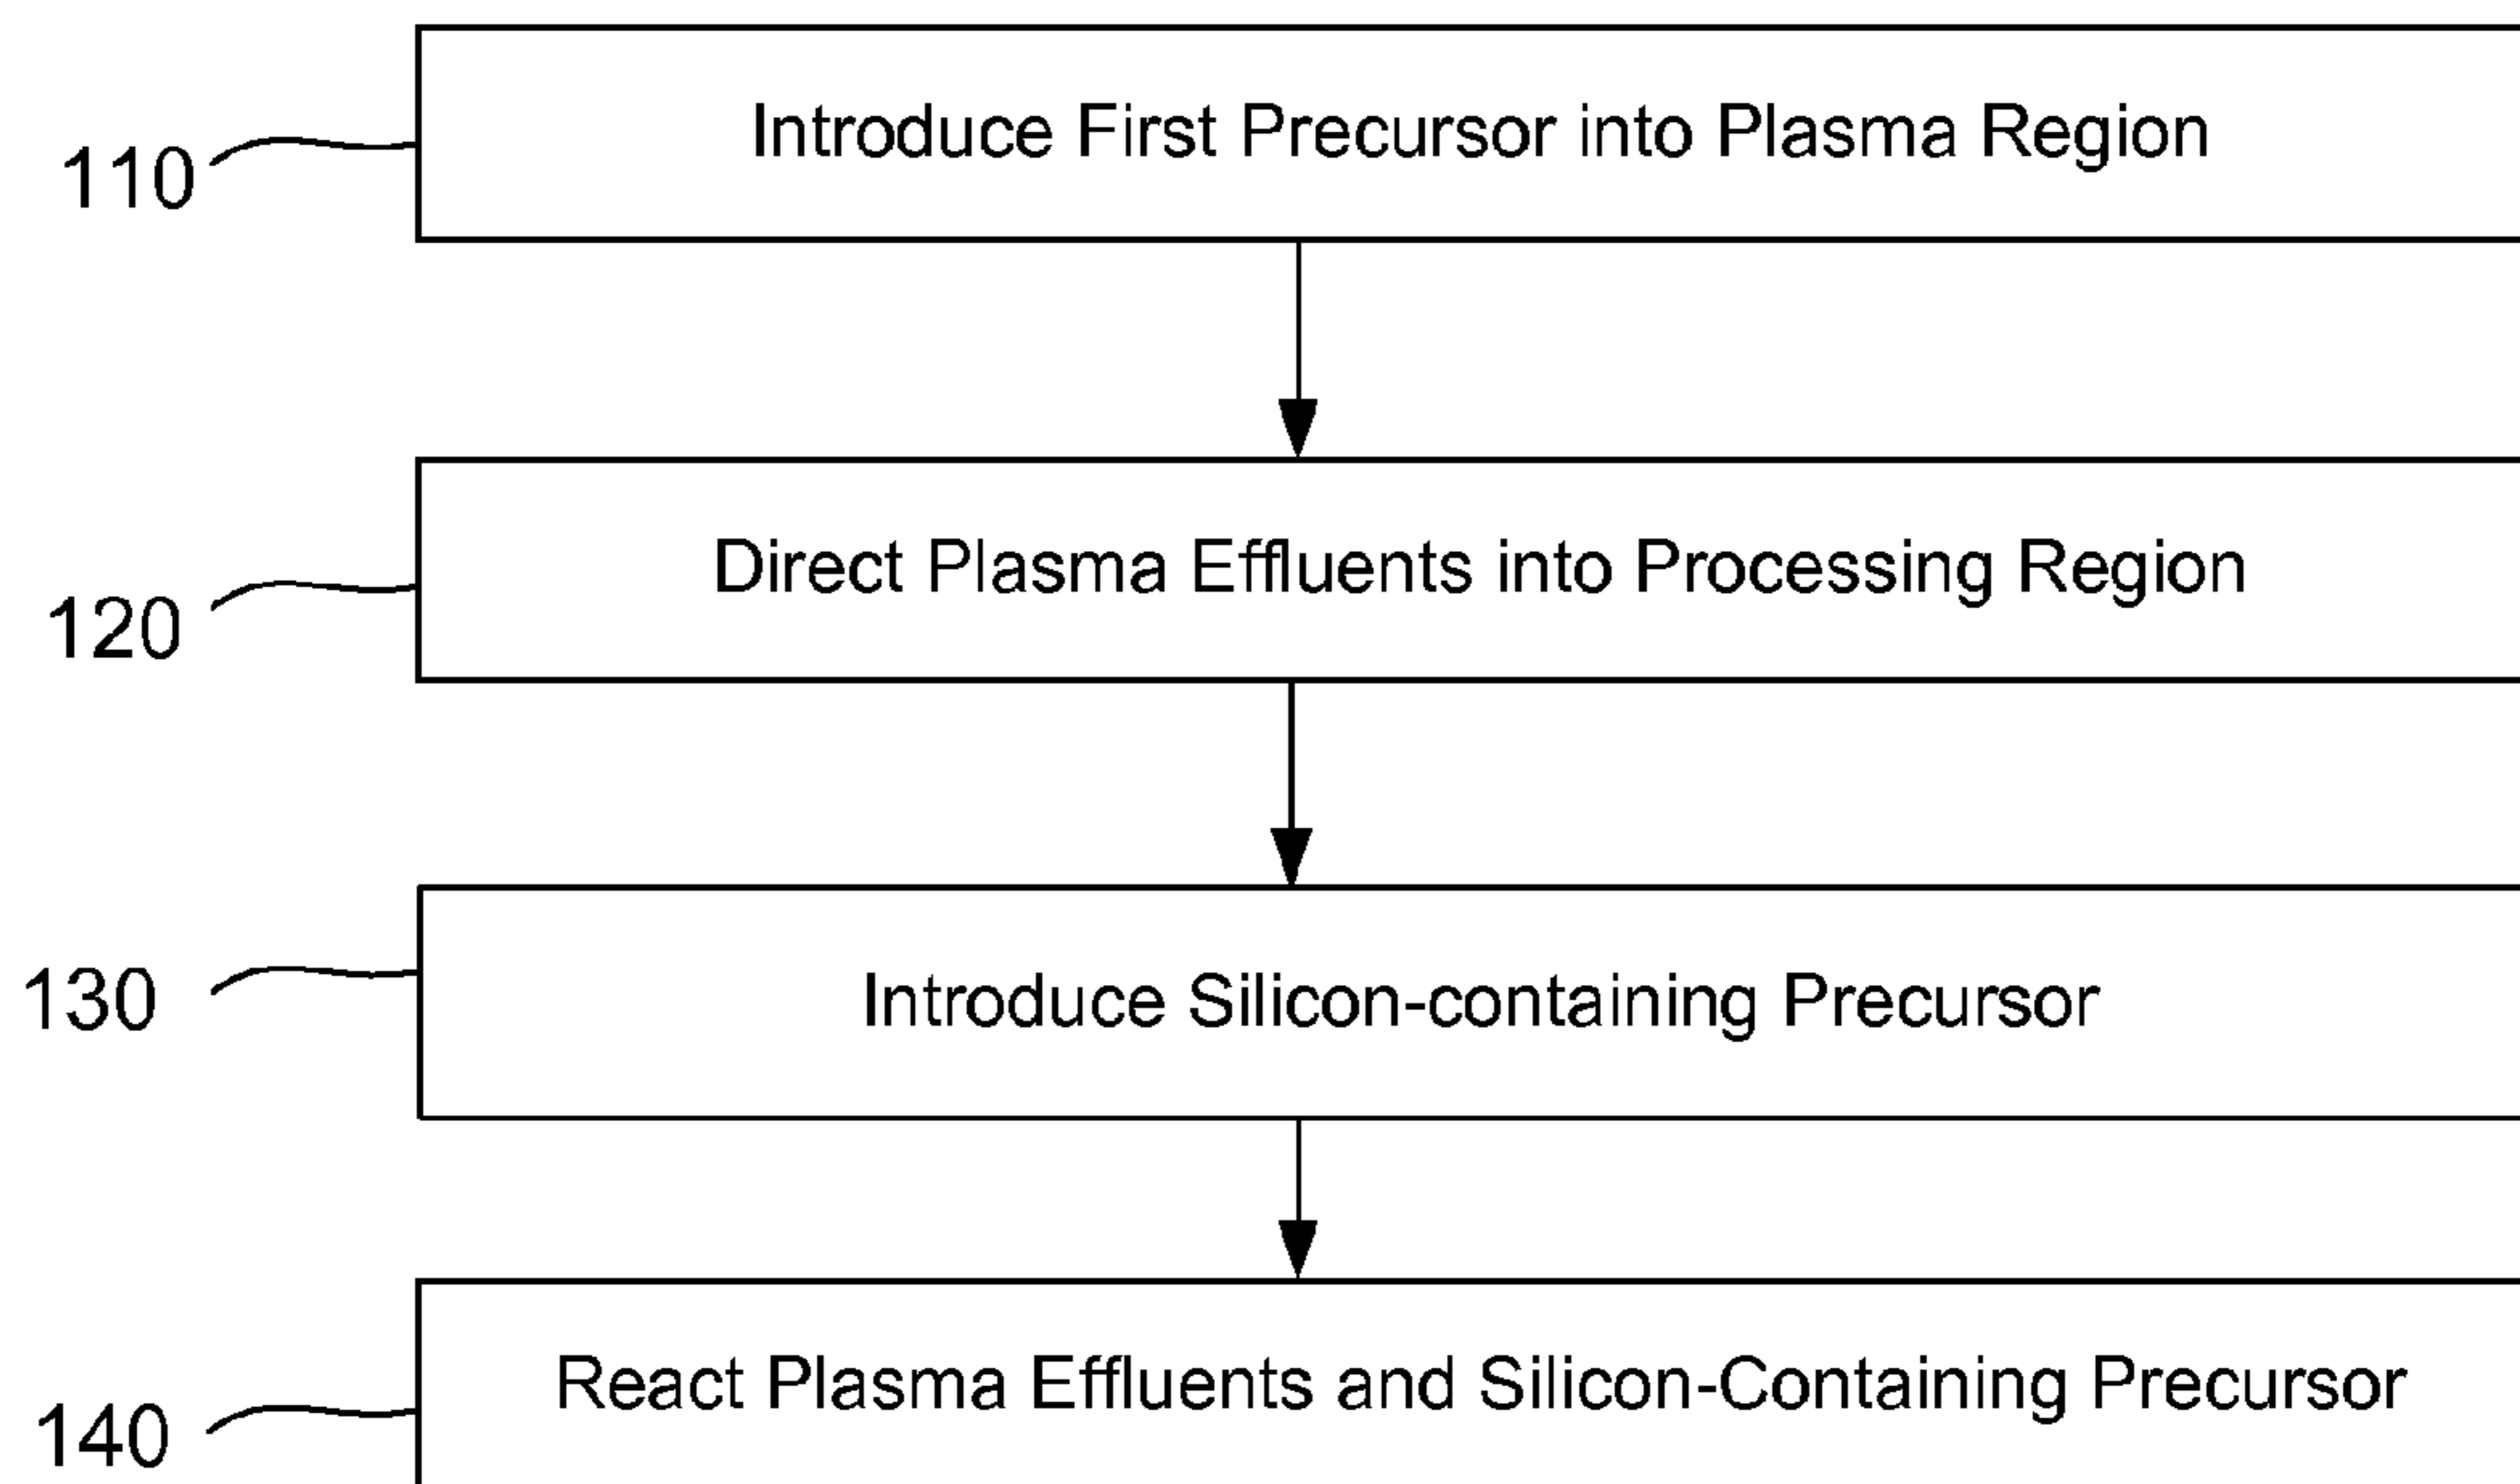 Introduce First Precursor into Plasma Region
110
Direct Plasma Effluents into Processing Region
120
Introduce Silicon-containing Precursor
130
React Plasma Effluents and Silicon-Containing Precursor
140